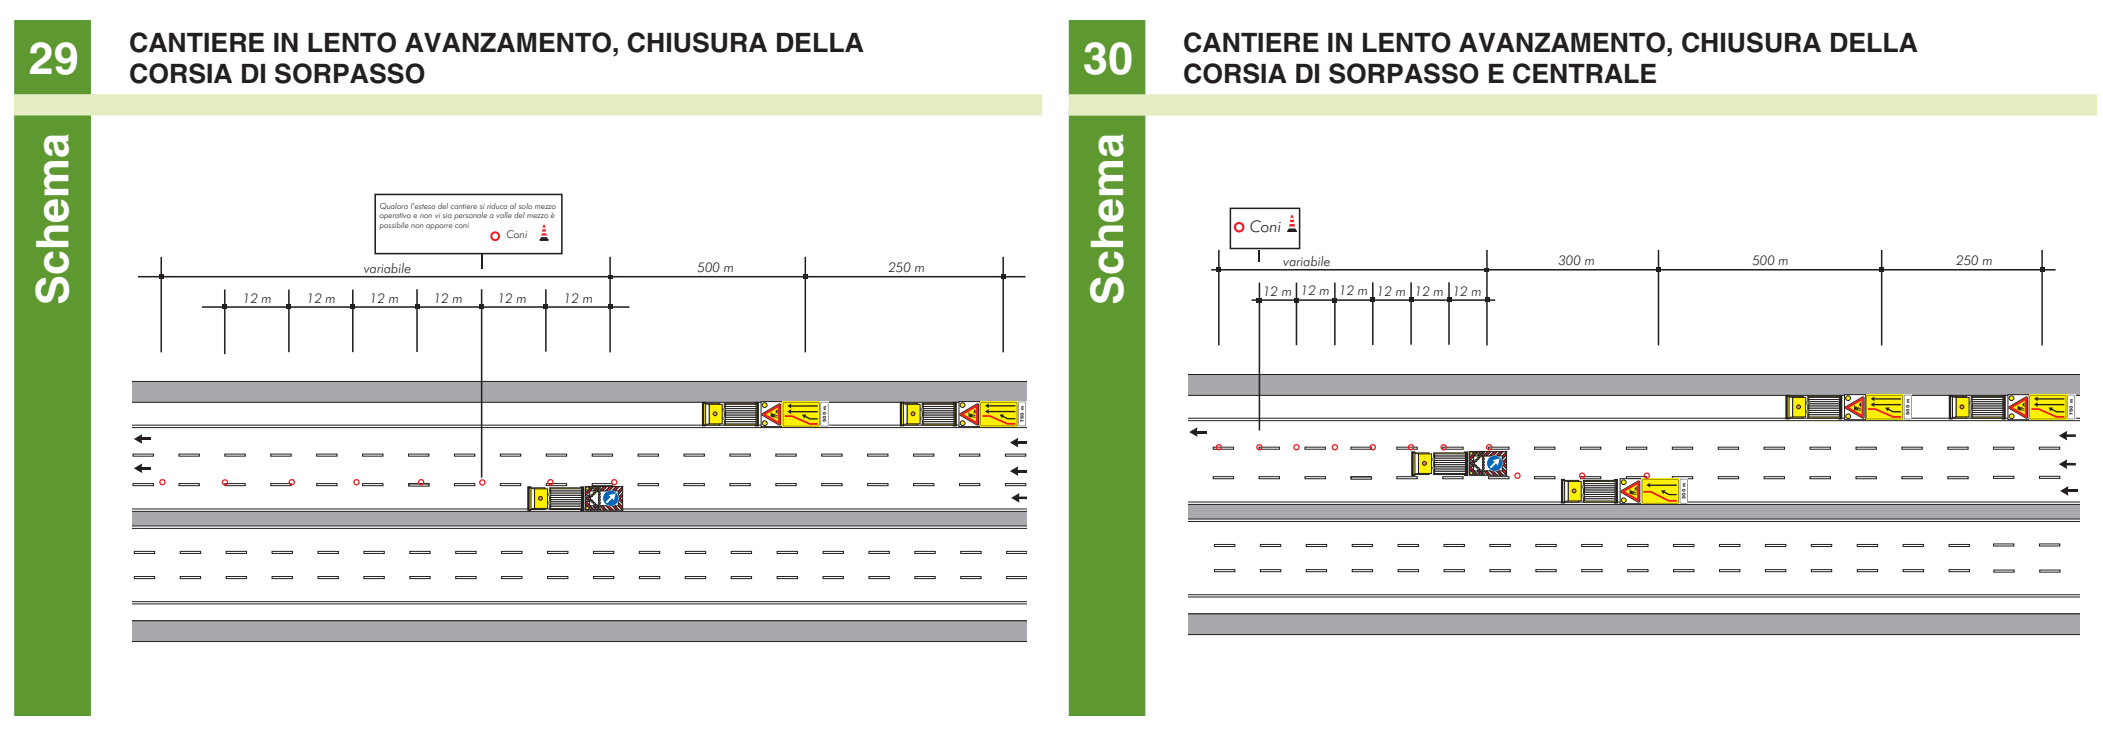 29
CANTIERE IN LENTO AVANZAMENTO, CHIUSURA DELLA
CORSIA DI SORPASSO
Schema
Qualora l'estesa del cantiere si riduca al solo mezzo
operativo e non vi sia personale a valle del mezzo è
possibile non apporre coni
Coni
variabile
500 m
250 m
12 m
12 m
12 m
12 m
12 m
12 m
500 m
750 m
30
CANTIERE IN LENTO AVANZAMENTO, CHIUSURA DELLA
CORSIA DI SORPASSO E CENTRALE
Schema
Coni
variabile
300 m
500 m
250 m
12 m
12 m
12 m
12 m
12 m
12 m
300 m